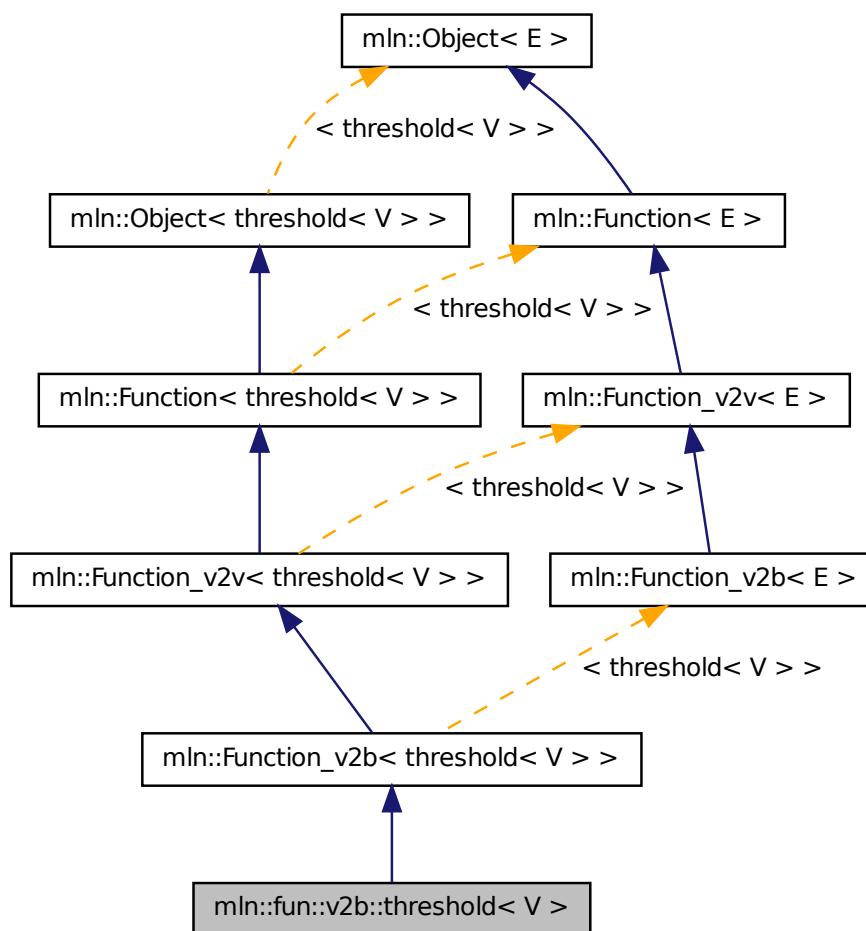 mln::Object< E >
< threshold< V > >
mln::Object< threshold< V > >
mln::Function< E >
< threshold< V > >
mln::Function< threshold< V > >
mln::Function_v2v< E >
< threshold< V > >
mln::Function_v2v< threshold< V > >
mln::Function_v2b< E >
< threshold< V > >
mln::Function_v2b< threshold< V > >
mln::fun::v2b::threshold< V >